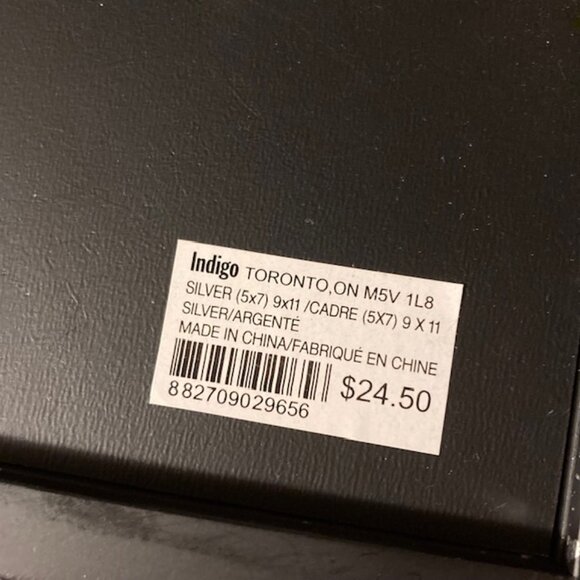 Indigo TORONTO,ON M5V 1L8
SILVER (5x7) 9x11 /CADRE (5X7) 9 X 11
SILVER/ARGENTÉ
MADE IN CHINA/FABRIQUÉ EN CHINE
$24.50
882709029656